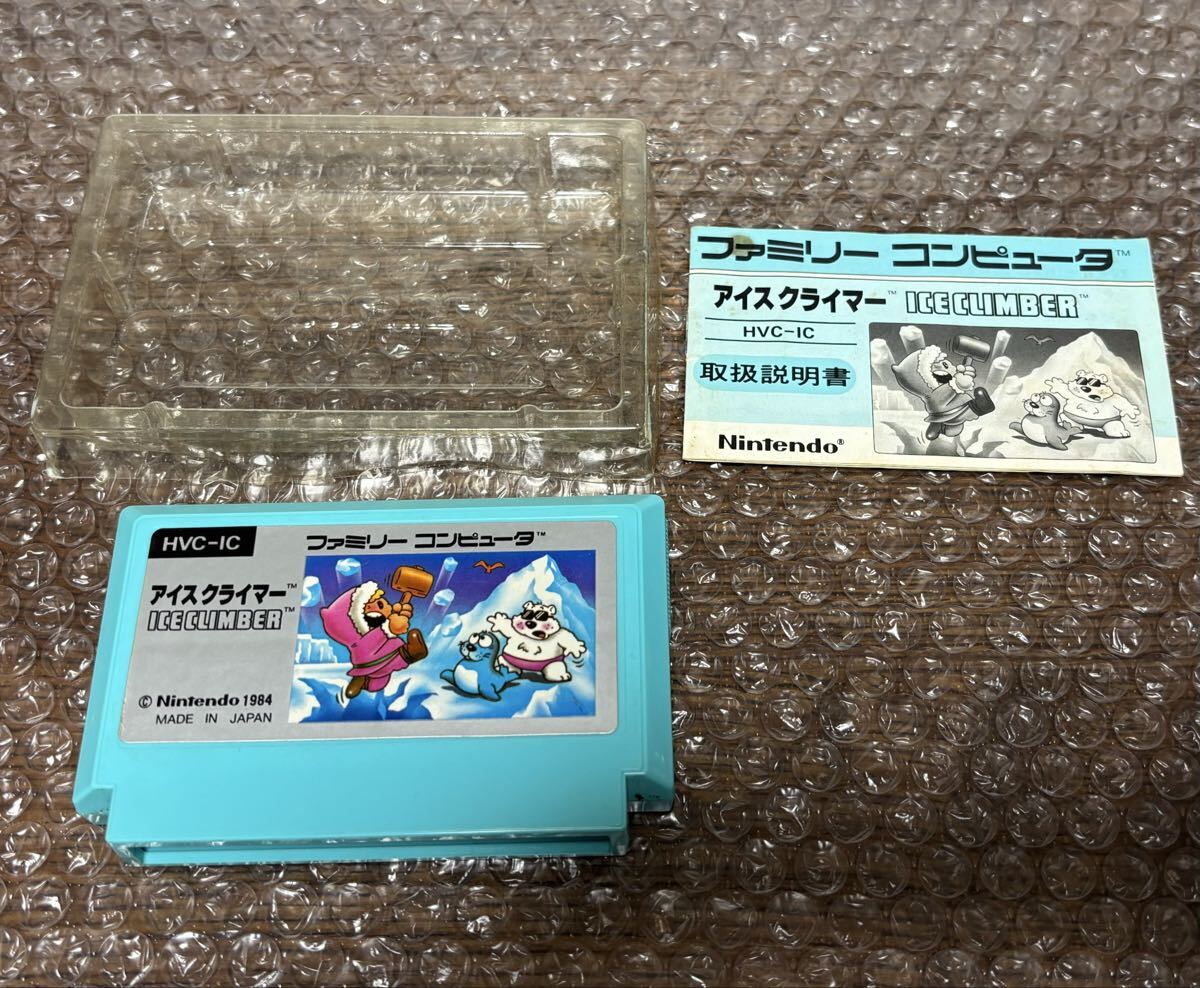 ファミリー コンピュータ™
アイスクライマー™ ICE CLIMBER™
HVC-IC
取扱説明書
Nintendo®
HVC-IC
ファミリー コンピュータ™
アイスクライマー™
ICE CLIMBER™
© Nintendo 1984
MADE IN JAPAN